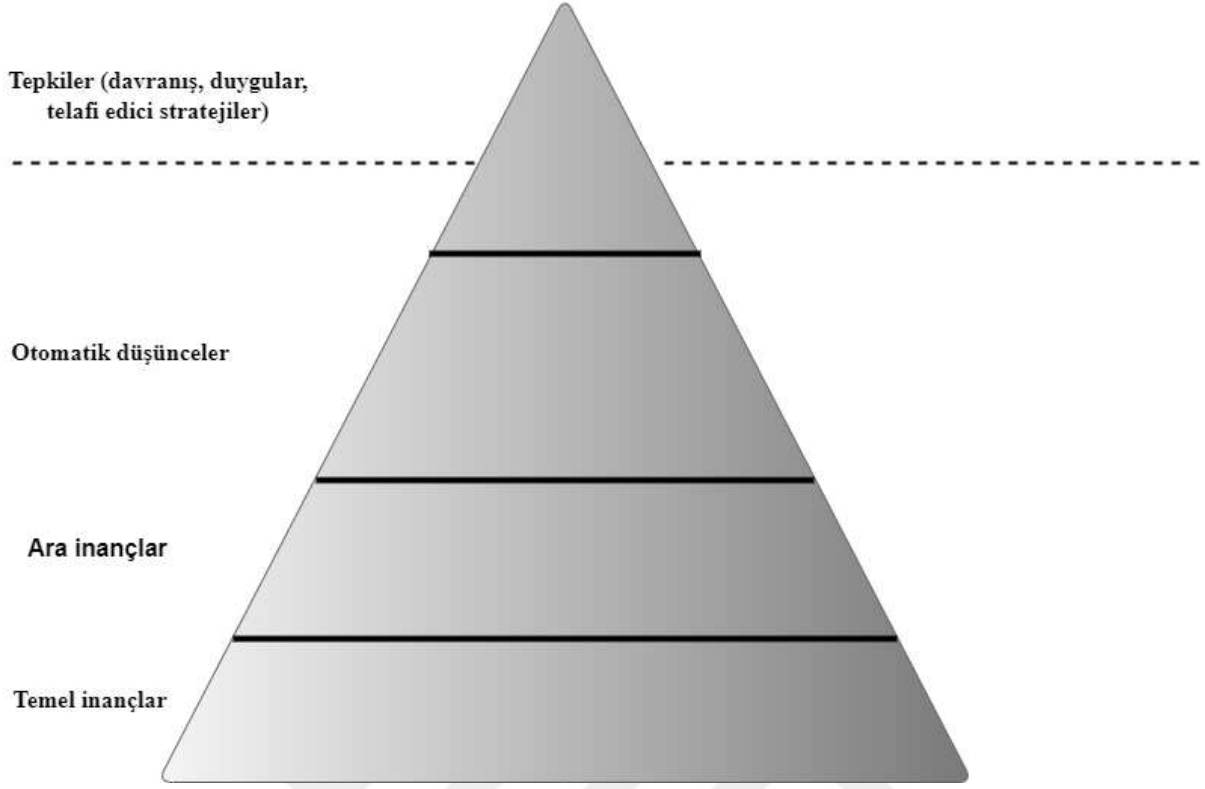 Tepkiler (davranış, duygular,
telafi edici stratejiler)
Otomatik düşünceler
Ara inançlar
Temel inançlar